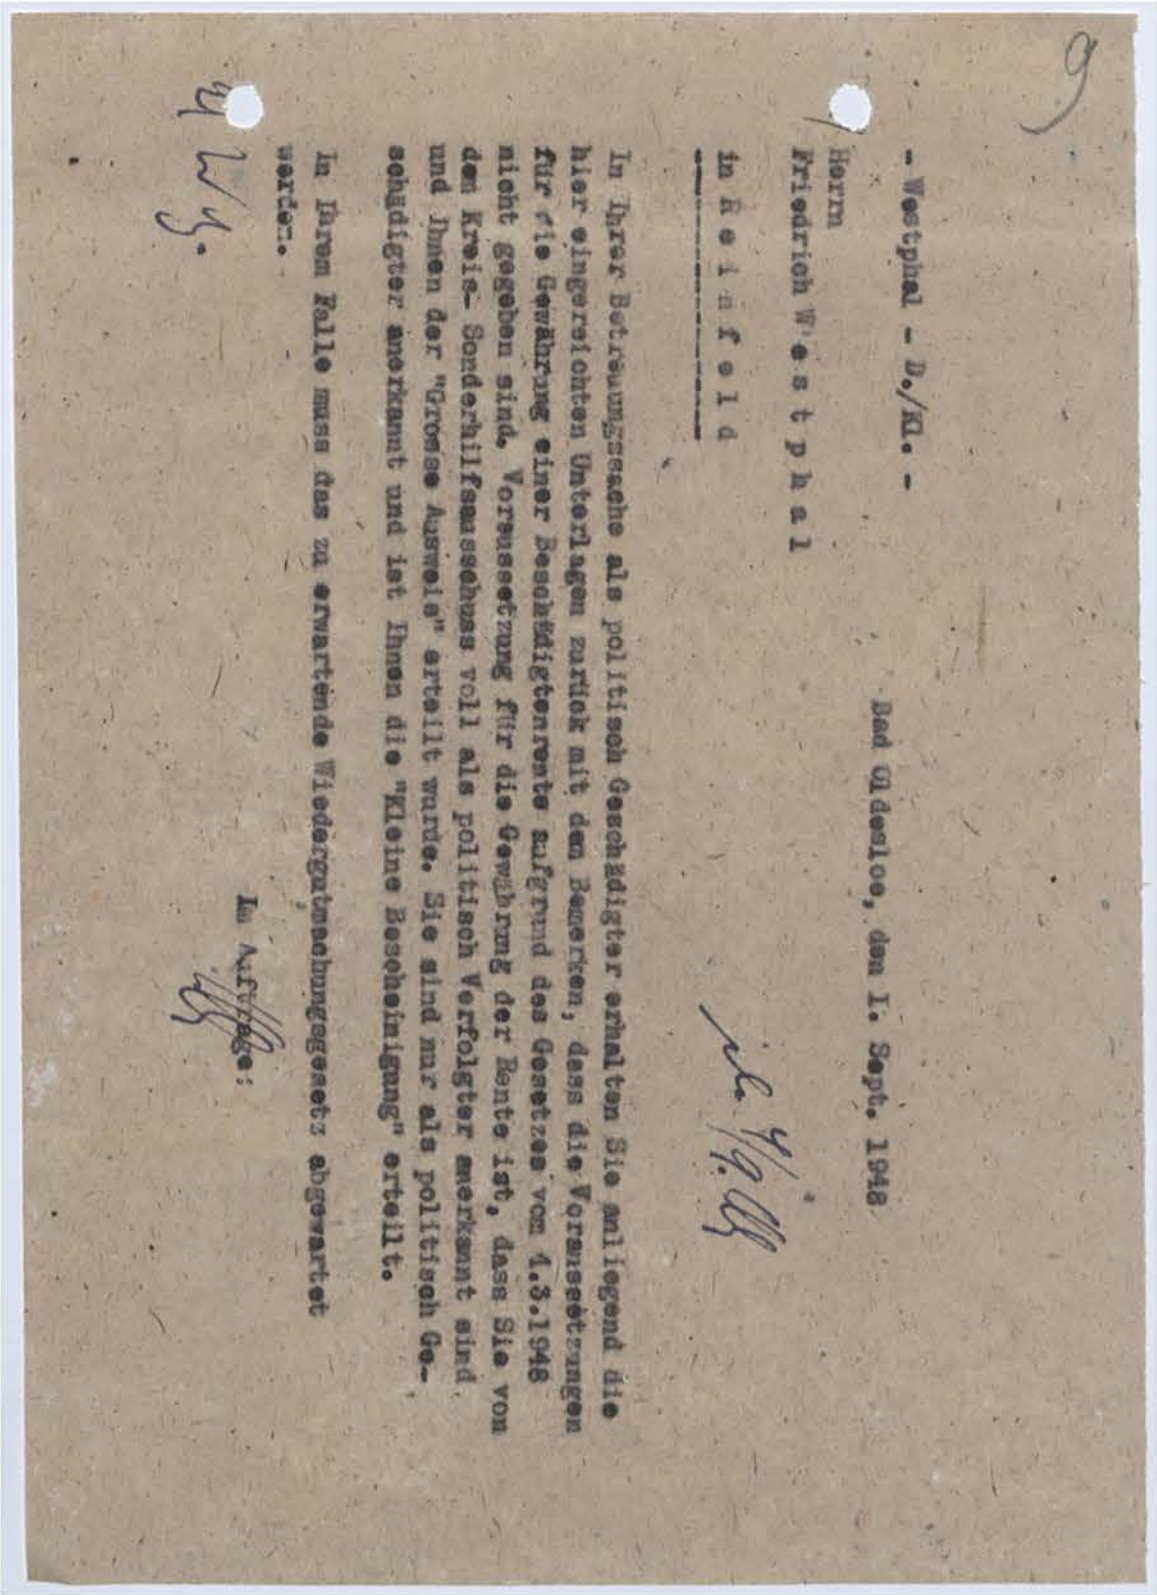 9
- Westphal - D./Kl. -
Bad Oldesloe, den I. Sept. 1948
Herrn
Friedrich W e s t p h a l
in R e i n f e l d
In Ihrer Betreuungssache als politisch Geschädigter erhalten Sie anliegend die
hier eingereichten Unterlagen zurück mit dem Bemerken, dass die Voraussetzungen
für die Gewährung einer Beschädigtenrente aufgrund des Gesetzes vom 4.3.1948
nicht gegeben sind. Voraussetzung für die Gewährung der Rente ist, dass Sie von
dem Kreis- Sonderhilfsausschuss voll als politisch Verfolgter anerkannt sind
und Ihnen der "Grosse Ausweis" erteilt wurde. Sie sind nur als politisch Ge-
schädigter anerkannt und ist Ihnen die "Kleine Bescheinigung" erteilt.
In Ihrem Falle muss das zu erwartende Wiedergutmachungsgesetz abgewartet
werden.
Im Auftrage: